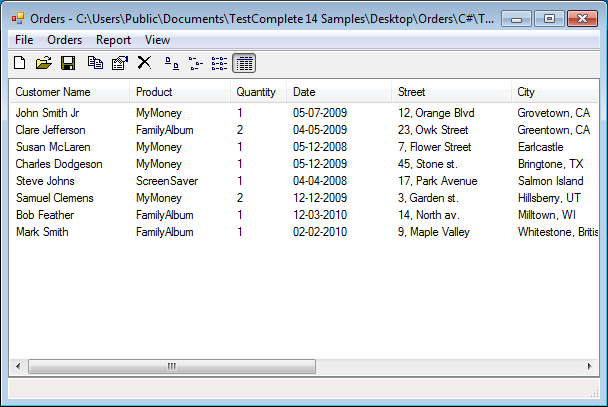 Orders - C:\Users\Public\Documents\TestComplete 14 Samples\Desktop\Orders\C#\T...
File Orders Report View
Customer Name Product Quantity Date Street City
John Smith Jr MyMoney 1 05-07-2009 12, Orange Blvd Grovetown, CA
Clare Jefferson FamilyAlbum 2 04-05-2009 23, Owk Street Greentown, CA
Susan McLaren MyMoney 1 05-12-2008 7, Flower Street Earlcastle
Charles Dodgeson MyMoney 1 05-12-2009 45, Stone st. Bringtone, TX
Steve Johns ScreenSaver 1 04-04-2008 17, Park Avenue Salmon Island
Samuel Clemens MyMoney 2 12-12-2009 3, Garden st. Hillsberry, UT
Bob Feather FamilyAlbum 1 12-03-2010 14, North av. Milltown, WI
Mark Smith FamilyAlbum 1 02-02-2010 9, Maple Valley Whitestone, Britis